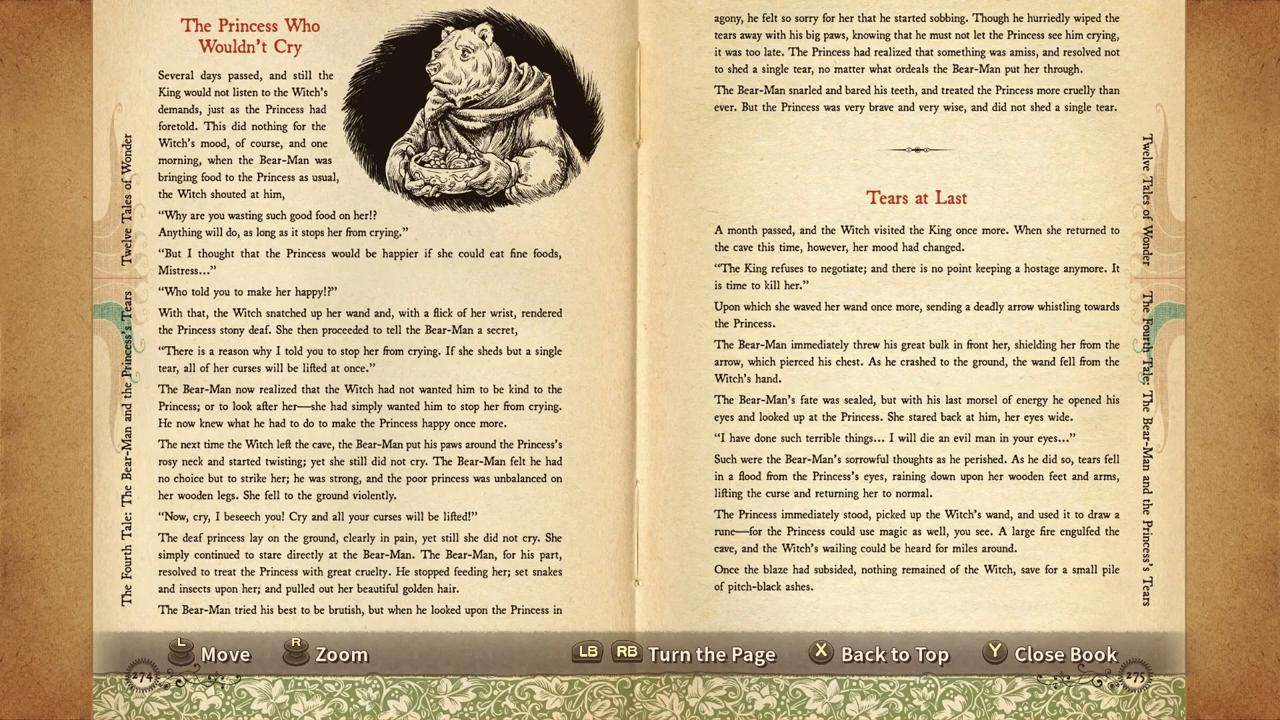 The Princess Who
Wouldn't Cry
Several days passed, and still the
King would not listen to the Witch's
demands, just as the Princess had
foretold. This did nothing for the
Witch's mood, of course, and one
morning, when the Bear-Man was
bringing food to the Princess as usual,
the Witch shouted at him,
"Why are you wasting such good food on her!?
Anything will do, as long as it stops her from crying."
"But I thought that the Princess would be happier if she could eat fine foods,
Mistress..."
"Who told you to make her happy!?"
With that, the Witch snatched up her wand and, with a flick of her wrist, rendered
the Princess stony deaf. She then proceeded to tell the Bear-Man a secret,
"There is a reason why I told you to stop her from crying. If she sheds but a single
tear, all of her curses will be lifted at once."
The Bear-Man now realized that the Witch had not wanted him to be kind to the
Princess; or to look after her—she had simply wanted him to stop her from crying.
He now knew what he had to do to make the Princess happy once more.
The next time the Witch left the cave, the Bear-Man put his paws around the Princess's
rosy neck and started twisting; yet she still did not cry. The Bear-Man felt he had
no choice but to strike her; he was strong, and the poor princess was unbalanced on
her wooden legs. She fell to the ground violently.
"Now, cry, I beseech you! Cry and all your curses will be lifted!"
The deaf princess lay on the ground, clearly in pain, yet still she did not cry. She
simply continued to stare directly at the Bear-Man. The Bear-Man, for his part,
resolved to treat the Princess with great cruelty. He stopped feeding her; set snakes
and insects upon her; and pulled out her beautiful golden hair.
The Bear-Man tried his best to be brutish, but when he looked upon the Princess in
The Fourth Tale: The Bear-Man and the Princess's Tears Twelve Tales of Wonder
274
agony, he felt so sorry for her that he started sobbing. Though he hurriedly wiped the
tears away with his big paws, knowing that he must not let the Princess see him crying,
it was too late. The Princess had realized that something was amiss, and resolved not
to shed a single tear, no matter what ordeals the Bear-Man put her through.
The Bear-Man snarled and bared his teeth, and treated the Princess more cruelly than
ever. But the Princess was very brave and very wise, and did not shed a single tear.
Tears at Last
A month passed, and the Witch visited the King once more. When she returned to
the cave this time, however, her mood had changed.
"The King refuses to negotiate; and there is no point keeping a hostage anymore. It
is time to kill her."
Upon which she waved her wand once more, sending a deadly arrow whistling towards
the Princess.
The Bear-Man immediately threw his great bulk in front her, shielding her from the
arrow, which pierced his chest. As he crashed to the ground, the wand fell from the
Witch's hand.
The Bear-Man's fate was sealed, but with his last morsel of energy he opened his
eyes and looked up at the Princess. She stared back at him, her eyes wide.
"I have done such terrible things... I will die an evil man in your eyes..."
Such were the Bear-Man's sorrowful thoughts as he perished. As he did so, tears fell
in a flood from the Princess's eyes, raining down upon her wooden feet and arms,
lifting the curse and returning her to normal.
The Princess immediately stood, picked up the Witch's wand, and used it to draw a
rune—for the Princess could use magic as well, you see. A large fire engulfed the
cave, and the Witch's wailing could be heard for miles around.
Once the blaze had subsided, nothing remained of the Witch, save for a small pile
of pitch-black ashes.
Twelve Tales of Wonder The Fourth Tale: The Bear-Man and the Princess's Tears
275
L Move R Zoom LB RB Turn the Page X Back to Top Y Close Book